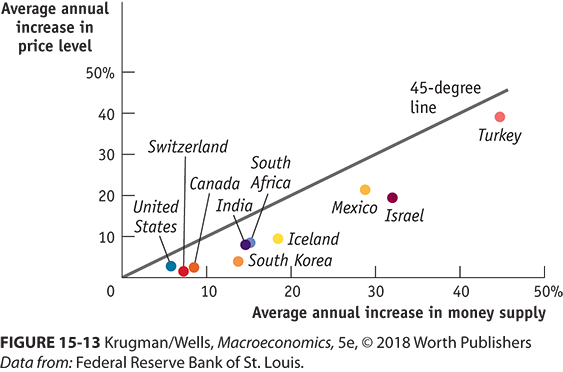 Average annual
increase in
price level
50%
40
30
20
10
0
10
20
30
40
50%
45-degree
line
Turkey
Switzerland
South
Africa
Canada
India
United
States
Mexico
Israel
Iceland
South Korea
Average annual increase in money supply
FIGURE 15-13 Krugman/Wells, Macroeconomics, 5e, © 2018 Worth Publishers
Data from: Federal Reserve Bank of St. Louis.